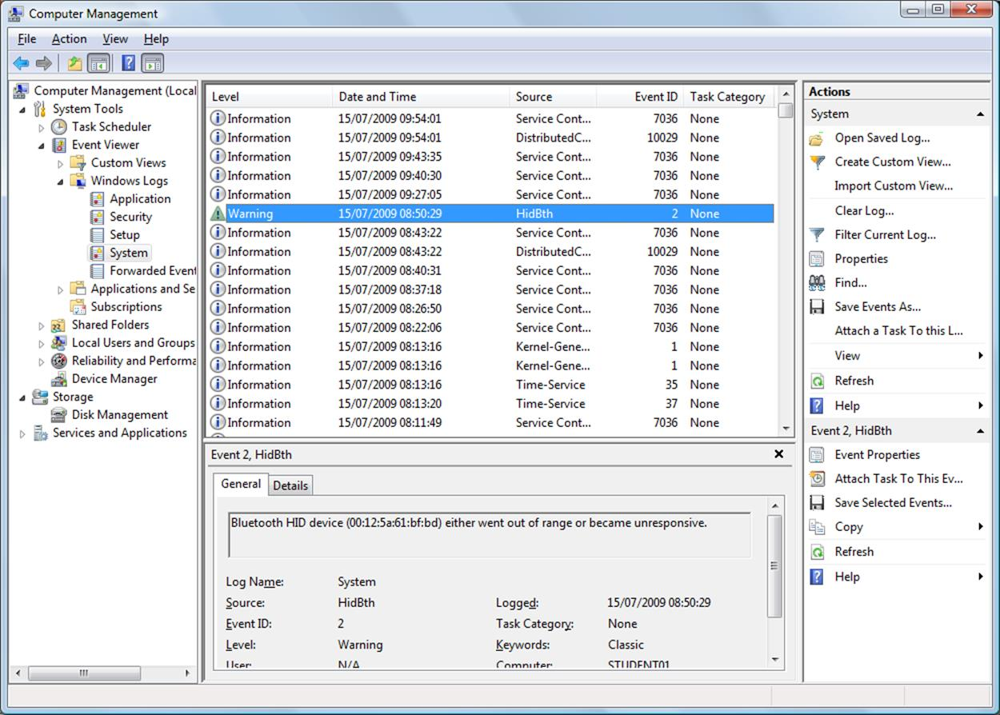 Computer Management
File Action View Help
Computer Management (Local
System Tools
Task Scheduler
Event Viewer
Custom Views
Windows Logs
Application
Security
Setup
System
Forwarded Event
Applications and Se
Subscriptions
Shared Folders
Local Users and Groups
Reliability and Performa
Device Manager
Storage
Disk Management
Services and Applications
Level Date and Time Source Event ID Task Category
Information 15/07/2009 09:54:01 Service Cont... 7036 None
Information 15/07/2009 09:54:01 DistributedC... 10029 None
Information 15/07/2009 09:43:35 Service Cont... 7036 None
Information 15/07/2009 09:40:30 Service Cont... 7036 None
Information 15/07/2009 09:27:05 Service Cont... 7036 None
Warning 15/07/2009 08:50:29 HidBth 2 None
Information 15/07/2009 08:43:22 Service Cont... 7036 None
Information 15/07/2009 08:43:22 DistributedC... 10029 None
Information 15/07/2009 08:40:31 Service Cont... 7036 None
Information 15/07/2009 08:37:18 Service Cont... 7036 None
Information 15/07/2009 08:26:50 Service Cont... 7036 None
Information 15/07/2009 08:22:06 Service Cont... 7036 None
Information 15/07/2009 08:13:16 Kernel-Gene... 1 None
Information 15/07/2009 08:13:16 Kernel-Gene... 1 None
Information 15/07/2009 08:13:16 Time-Service 35 None
Information 15/07/2009 08:13:20 Time-Service 37 None
Information 15/07/2009 08:11:49 Service Cont... 7036 None
Event 2, HidBth
General Details
Bluetooth HID device (00:12:5a:61:bf:bd) either went out of range or became unresponsive.
Log Name: System
Source: HidBth Logged: 15/07/2009 08:50:29
Event ID: 2 Task Category: None
Level: Warning Keywords: Classic
User: N/A Computer: STUDENT01
Actions
System
Open Saved Log...
Create Custom View...
Import Custom View...
Clear Log...
Filter Current Log...
Properties
Find...
Save Events As...
Attach a Task To this L...
View
Refresh
Help
Event 2, HidBth
Event Properties
Attach Task To This Ev...
Save Selected Events...
Copy
Refresh
Help